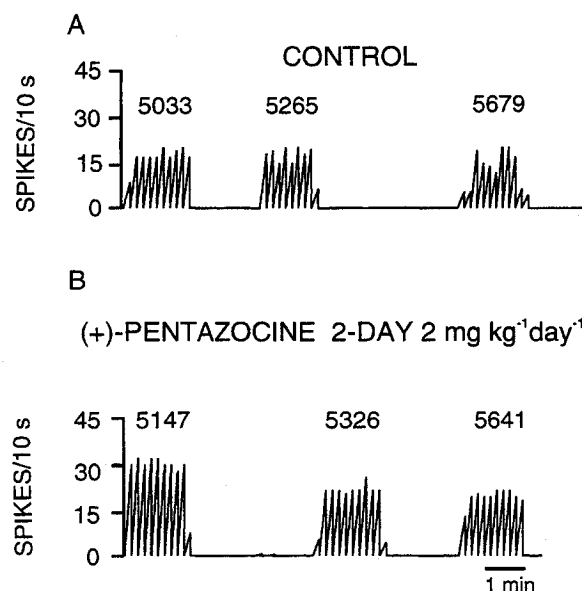 A
CONTROL
SPIKES/10 s
45
30
15
0
5033 5265 5679
B
(+)-PENTAZOCINE 2-DAY 2 mg kg⁻¹day⁻¹
SPIKES/10 s
45
30
15
0
5147 5326 5641
1 min